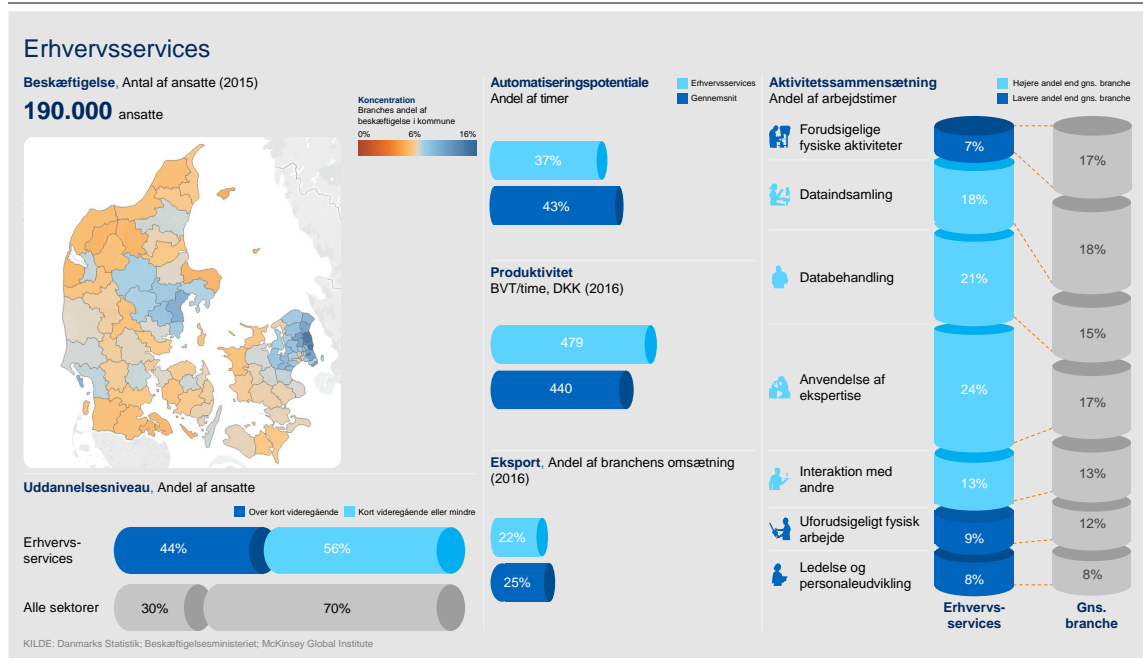 Erhvervsservices
Beskæftigelse, Antal af ansatte (2015)
190.000 ansatte
Koncentration
Branches andel af
beskæftigelse i kommune
0% 6% 16%
Uddannelsesniveau, Andel af ansatte
Over kort videregående Kort videregående eller mindre
Erhvervs-
services
44% 56%
Alle sektorer 30% 70%
KILDE: Danmarks Statistik; Beskæftigelsesministeriet; McKinsey Global Institute
Automatiseringspotentiale
Andel af timer
Erhvervsservices
Gennemsnit
37%
43%
Produktivitet
BVT/time, DKK (2016)
479
440
Eksport, Andel af branchens omsætning
(2016)
22%
25%
Aktivitetssammensætning
Andel af arbejdstimer
Højere andel end gns. branche
Lavere andel end gns. branche
Forudsigelige
fysiske aktiviteter
7% 17%
Dataindsamling 18% 18%
Databehandling 21% 15%
Anvendelse af
ekspertise
24% 17%
Interaktion med
andre
13% 13%
Uforudsigeligt fysisk
arbejde
9% 12%
Ledelse og
personaleudvikling
8% 8%
Erhvervs-
services
Gns.
branche